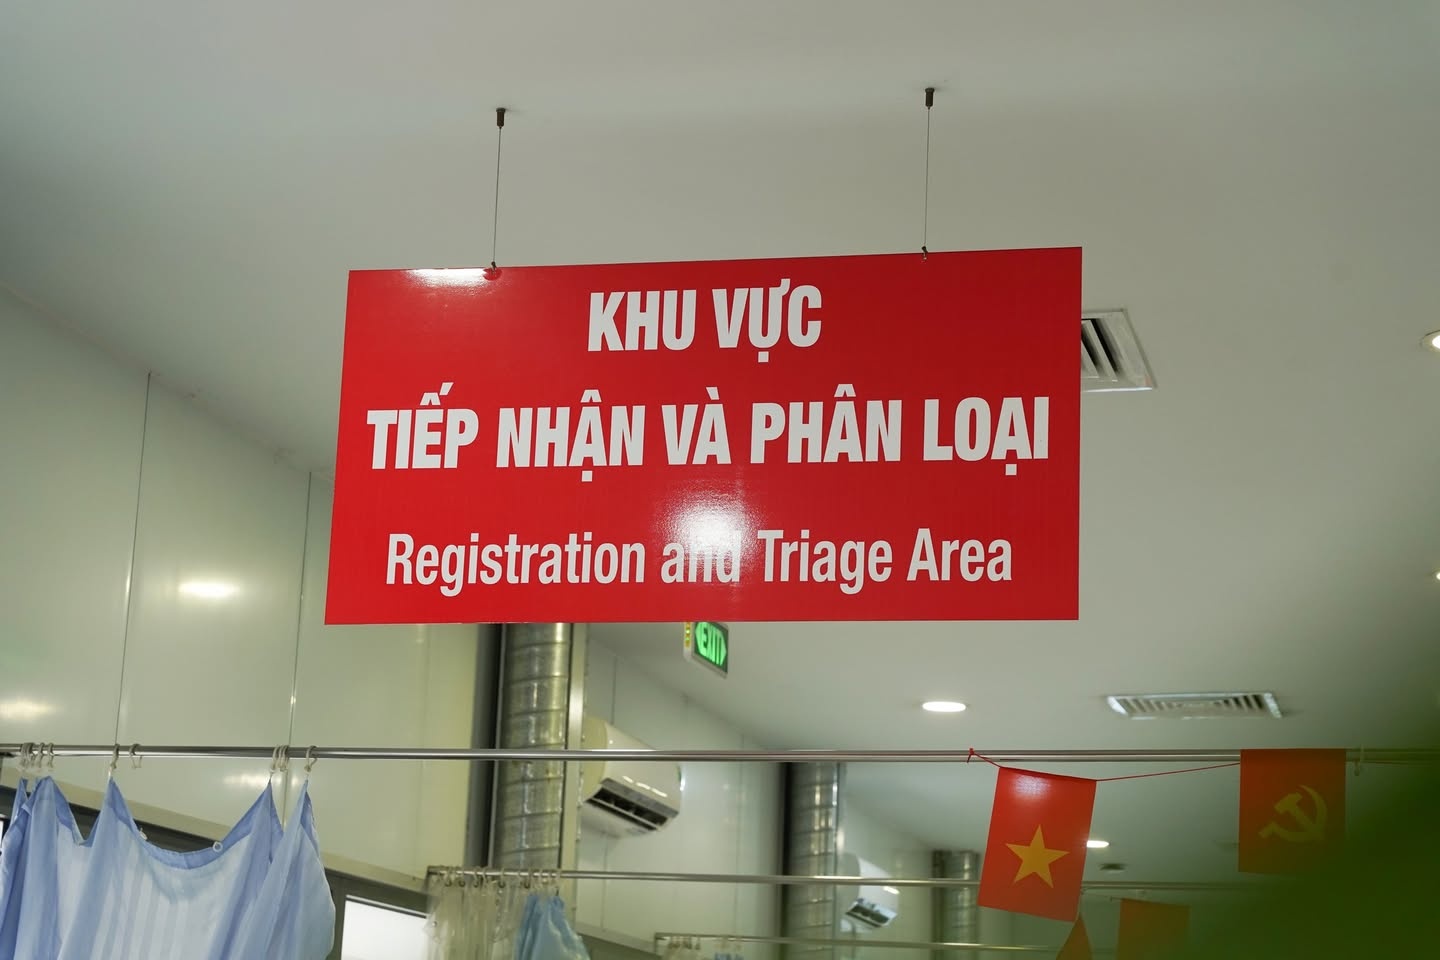 KHU VỰC
TIẾP NHẬN VÀ PHÂN LOẠI
Registration and Triage Area
EXIT